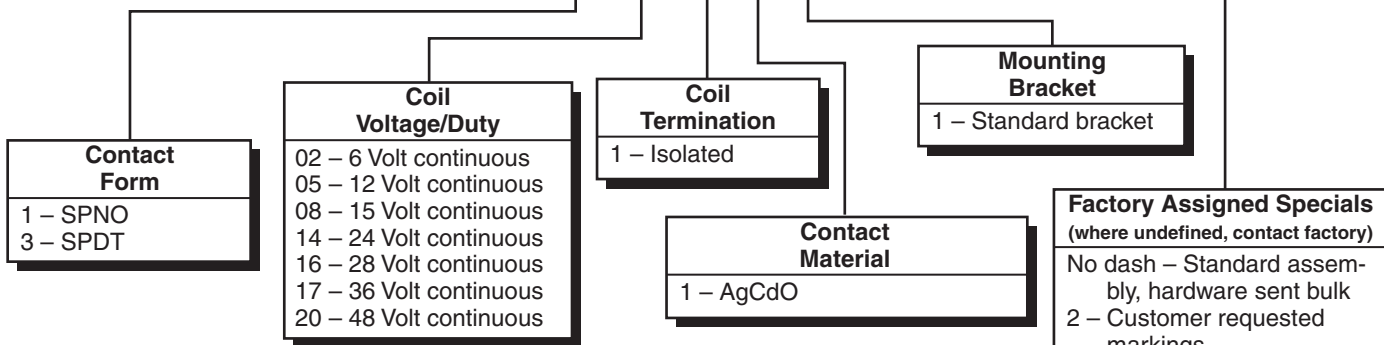 Contact
Form
1 – SPNO
3 – SPDT
Coil
Voltage/Duty
02 – 6 Volt continuous
05 – 12 Volt continuous
08 – 15 Volt continuous
14 – 24 Volt continuous
16 – 28 Volt continuous
17 – 36 Volt continuous
20 – 48 Volt continuous
Coil
Termination
1 – Isolated
Contact
Material
1 – AgCdO
Mounting
Bracket
1 – Standard bracket
Factory Assigned Specials
(where undefined, contact factory)
No dash – Standard assem-
bly, hardware sent bulk
2 – Customer requested
markings